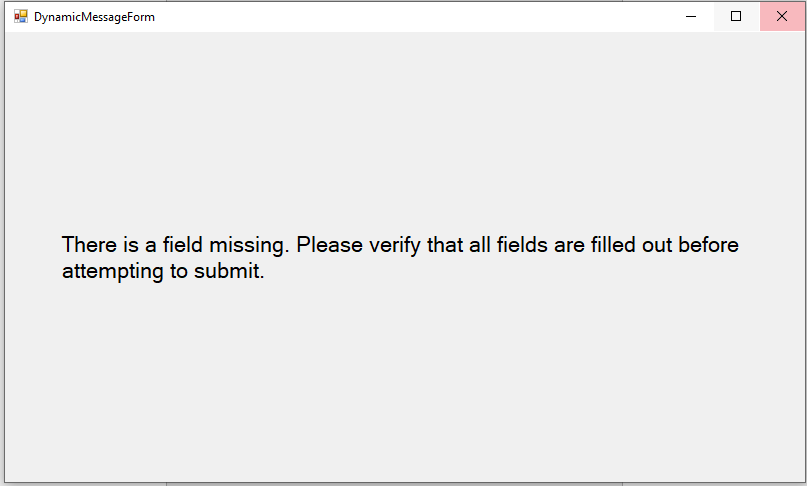 DynamicMessageForm
There is a field missing. Please verify that all fields are filled out before
attempting to submit.